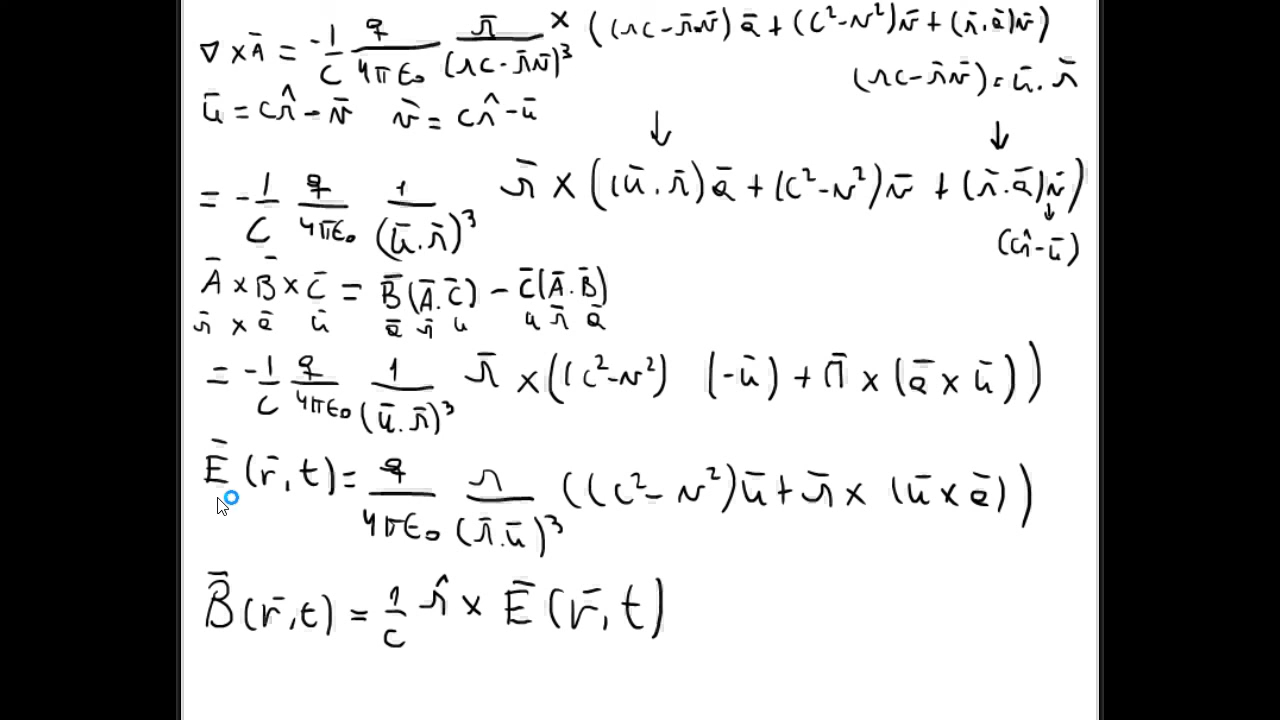 ∇ × Ā = -1/c q/4πε₀ r̄/(rc - r̄v̄)³ × ((rc - r̄v̄) ā + (c² - v²) v̄ + (r̄.ā)v̄)
(rc - r̄v̄) = ū . r̄
ū = cr̂ - v̄ v̄ = cr̂ - ū
↓ ↓
= -1/c q/4πε₀ 1/(ū.r̄)³ r̄ × ((ū.r̄)ā + (c² - v²)v̄ + (r̄.ā)v̄)
↓
(cr̂ - ū)
Ā × B̄ × C̄ = B̄(Ā.C̄) - C̄(Ā.B̄)
r̄ × ā ū ā r̄ u u r̄ ā
= -1/c q/4πε₀ 1/(ū.r̄)³ r̄ × ((c² - v²) (-ū) + r̄ × (ā × ū))
Ē(r̄,t) = q/4πε₀ r/(r̄.ū)³ ((c² - v²)ū + r̄ × (ū × ā))
B̄(r̄,t) = 1/c r̂ × Ē(r̄,t)